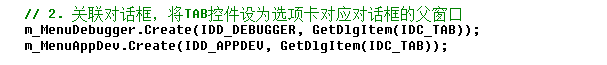 // 2. 关联对话框，将TAB控件设为选项卡对应对话框的父窗口
m_MenuDebugger.Create(IDD_DEBUGGER, GetDlgItem(IDC_TAB));
m_MenuAppDev.Create(IDD_APPDEV, GetDlgItem(IDC_TAB));